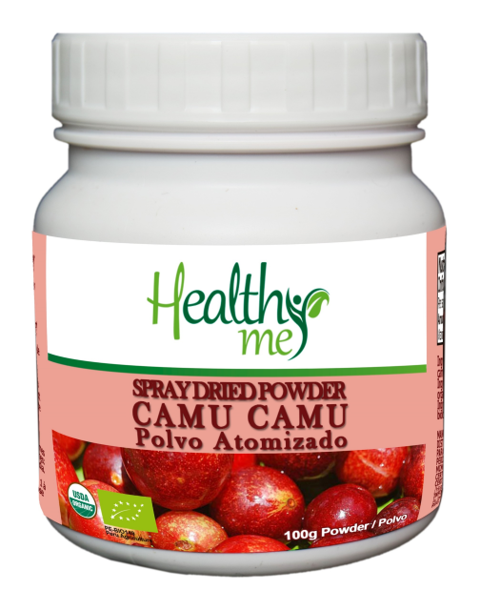 Healthy
me
SPRAY DRIED POWDER
CAMU CAMU
Polvo Atomizado
USDA
ORGANIC
100g Powder / Polvo